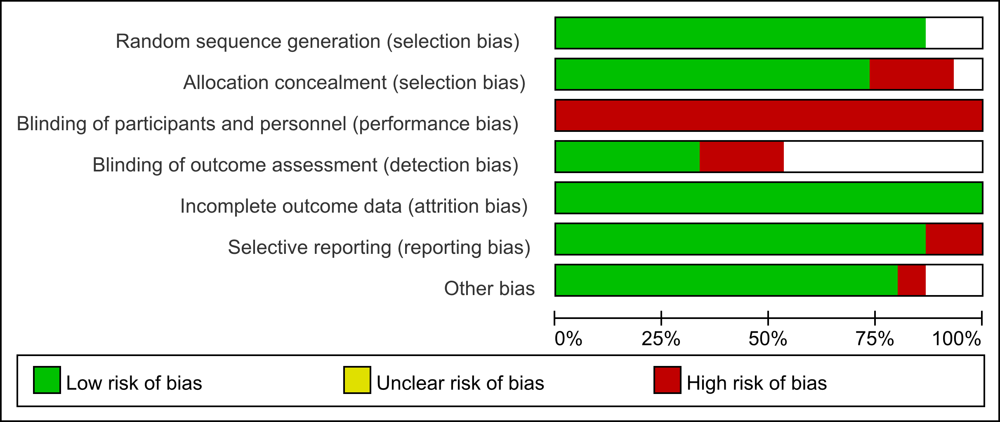 Random sequence generation (selection bias)
Allocation concealment (selection bias)
Blinding of participants and personnel (performance bias)
Blinding of outcome assessment (detection bias)
Incomplete outcome data (attrition bias)
Selective reporting (reporting bias)
Other bias
0% 25% 50% 75% 100%
Low risk of bias Unclear risk of bias High risk of bias